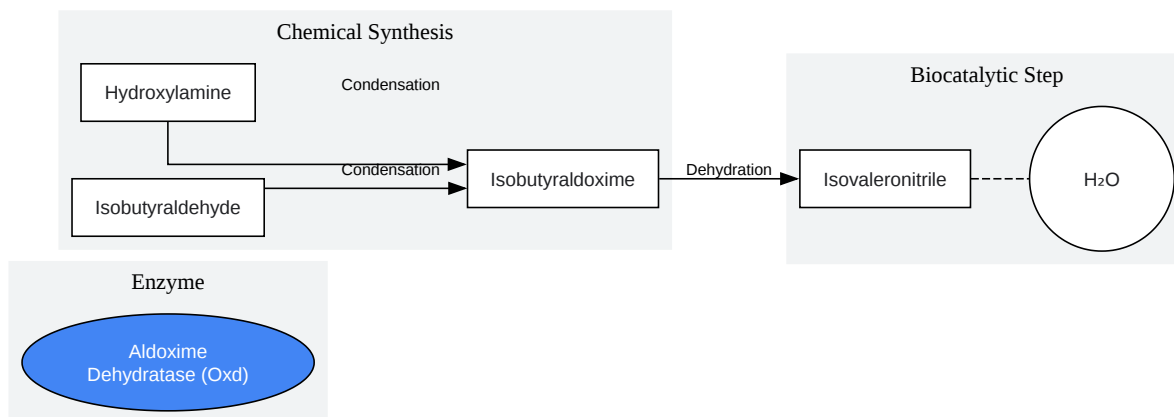 Chemical Synthesis
Hydroxylamine
Condensation
Condensation
Isobutyraldehyde
Isobutyraldoxime
Dehydration
Biocatalytic Step
Isovaleronitrile
H₂O
Enzyme
Aldoxime
Dehydratase (Oxd)